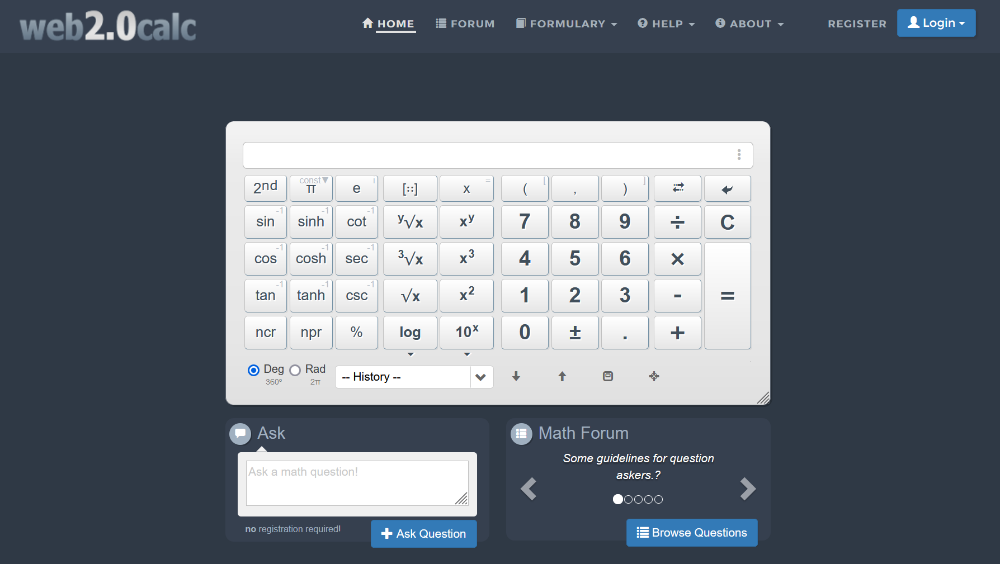 web2.0calc
HOME
FORUM
FORMULARY
HELP
ABOUT
REGISTER
Login
2nd const▼ π e i [::] x = ( [ , ) ]
sin -1 sinh -1 cot -1 y√x xy 7 8 9 ÷ C
cos -1 cosh -1 sec -1 3√x x3 4 5 6 ×
tan -1 tanh -1 csc -1 √x x2 1 2 3 - =
ncr npr % log 10x 0 ± . +
Deg 360° Rad 2π -- History --
Ask
Ask a math question!
no registration required!
Ask Question
Math Forum
Some guidelines for question
askers.?
Browse Questions